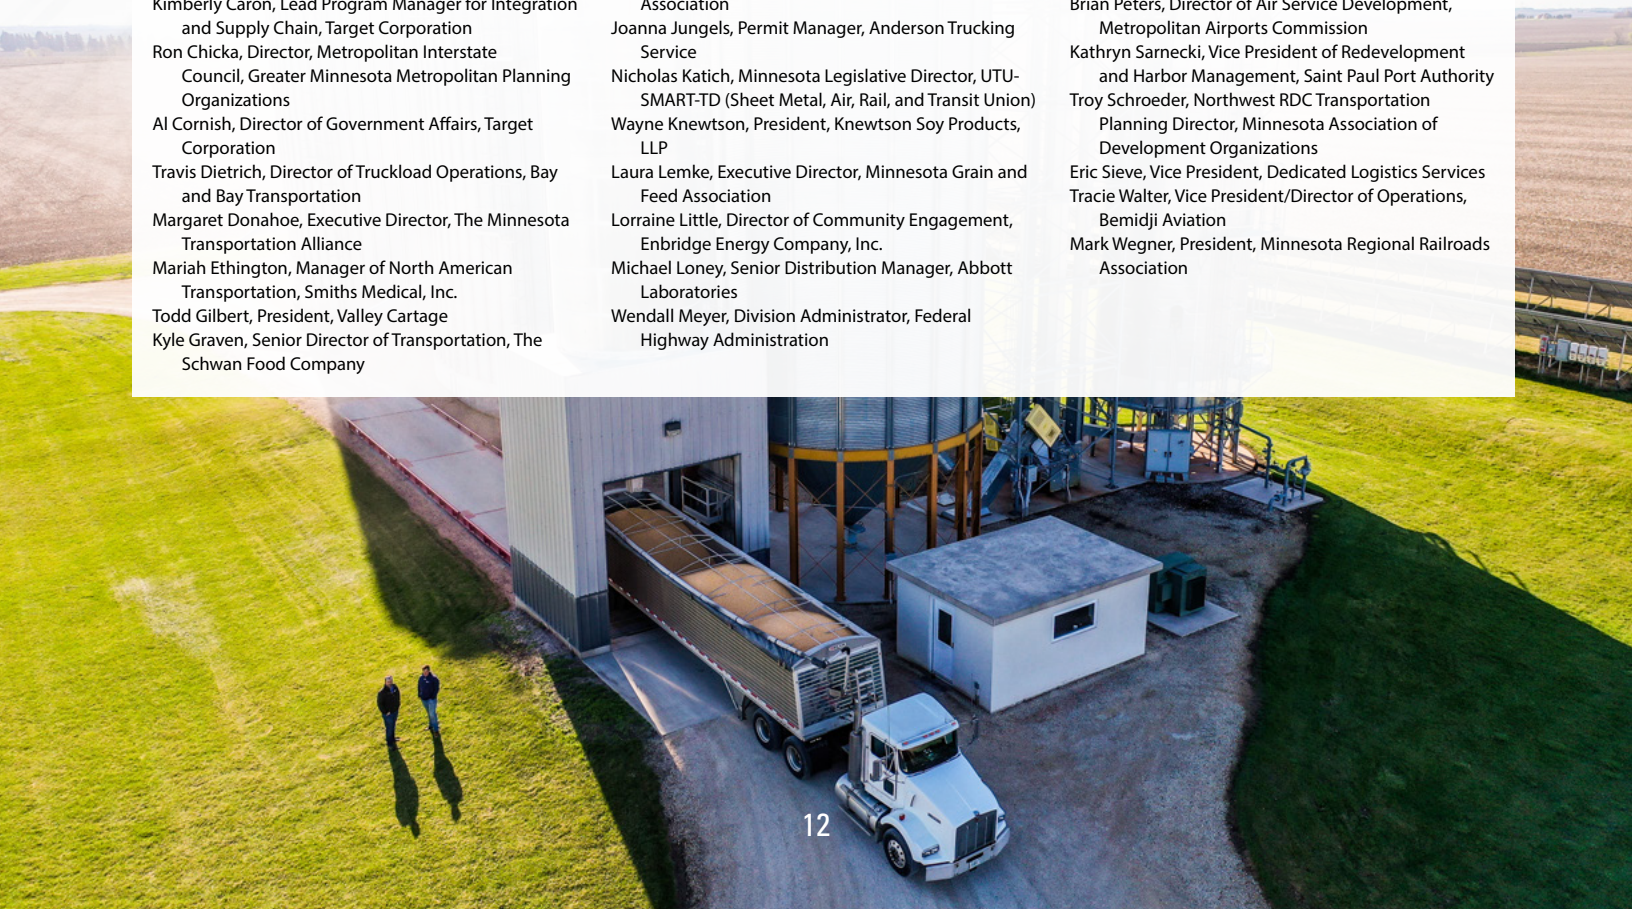 Kimberly Caron, Lead Program Manager for Integration
and Supply Chain, Target Corporation
Ron Chicka, Director, Metropolitan Interstate
Council, Greater Minnesota Metropolitan Planning
Organizations
Al Cornish, Director of Government Affairs, Target
Corporation
Travis Dietrich, Director of Truckload Operations, Bay
and Bay Transportation
Margaret Donahoe, Executive Director, The Minnesota
Transportation Alliance
Mariah Ethington, Manager of North American
Transportation, Smiths Medical, Inc.
Todd Gilbert, President, Valley Cartage
Kyle Graven, Senior Director of Transportation, The
Schwan Food Company
Association
Joanna Jungels, Permit Manager, Anderson Trucking
Service
Nicholas Katich, Minnesota Legislative Director, UTU-
SMART-TD (Sheet Metal, Air, Rail, and Transit Union)
Wayne Knewtson, President, Knewtson Soy Products,
LLP
Laura Lemke, Executive Director, Minnesota Grain and
Feed Association
Lorraine Little, Director of Community Engagement,
Enbridge Energy Company, Inc.
Michael Loney, Senior Distribution Manager, Abbott
Laboratories
Wendall Meyer, Division Administrator, Federal
Highway Administration
Brian Peters, Director of Air Service Development,
Metropolitan Airports Commission
Kathryn Sarnecki, Vice President of Redevelopment
and Harbor Management, Saint Paul Port Authority
Troy Schroeder, Northwest RDC Transportation
Planning Director, Minnesota Association of
Development Organizations
Eric Sieve, Vice President, Dedicated Logistics Services
Tracie Walter, Vice President/Director of Operations,
Bemidji Aviation
Mark Wegner, President, Minnesota Regional Railroads
Association
12